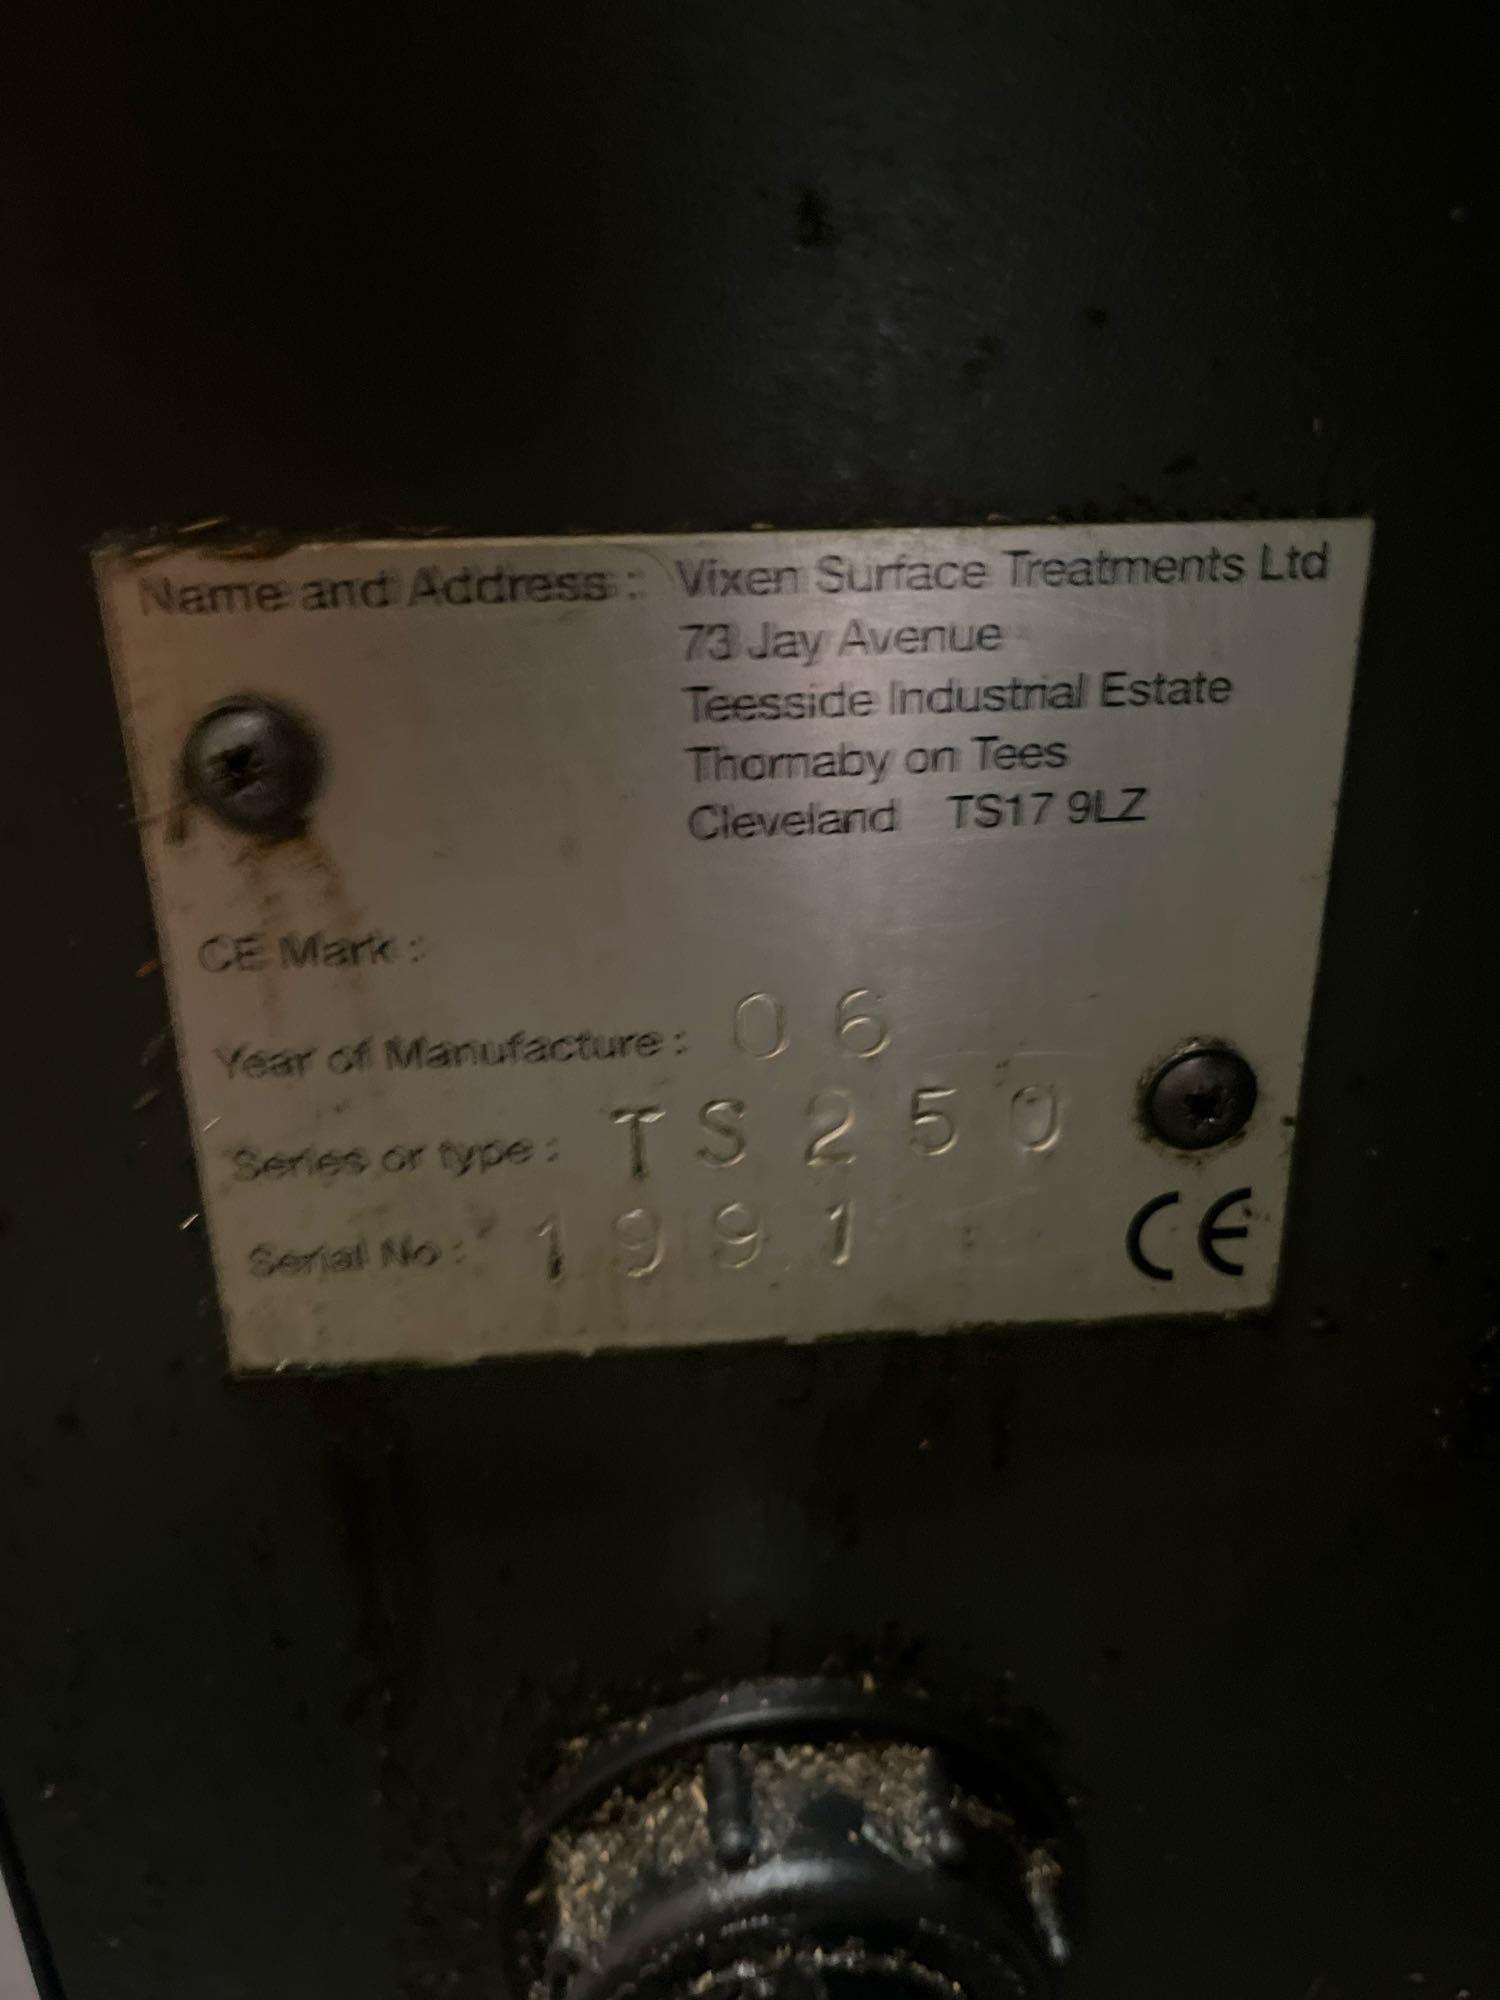 Name and Address : Vixen Surface Treatments Ltd
73 Jay Avenue
Teesside Industrial Estate
Thornaby on Tees
Cleveland TS17 9LZ
CE Mark :
Year of Manufacture : 06
Series or type : TS250
Serial No : 1991
CE